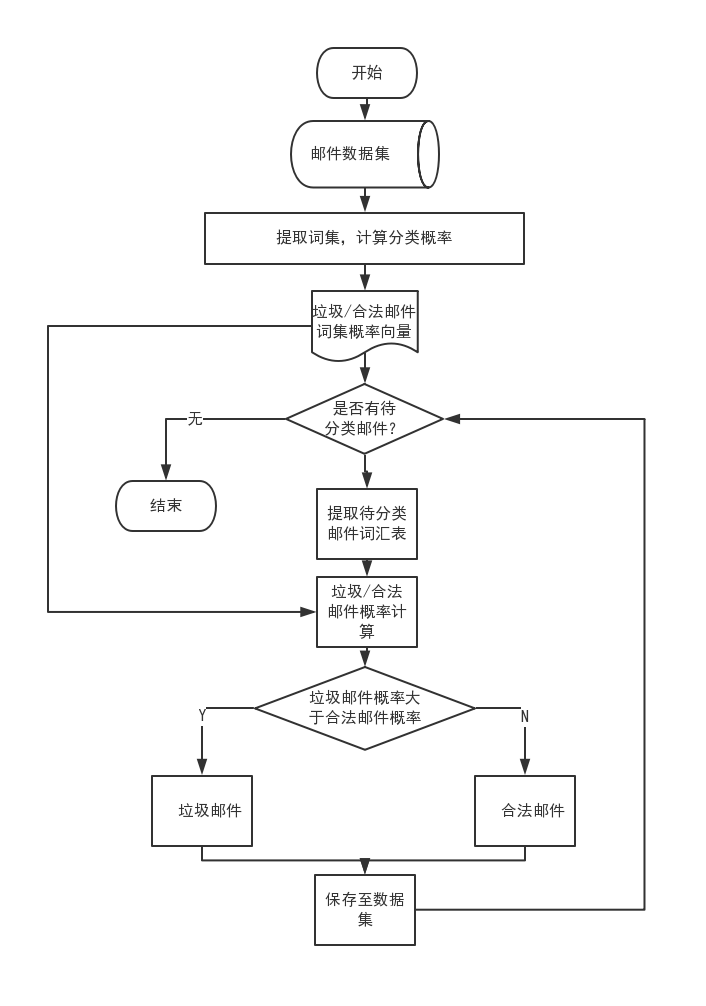 开始
邮件数据集
提取词集，计算分类概率
垃圾/合法邮件
词集概率向量
是否有待
分类邮件?
无
结束
提取待分类
邮件词汇表
垃圾/合法
邮件概率计
算
垃圾邮件概率大
于合法邮件概率
Y
N
垃圾邮件
合法邮件
保存至数据
集